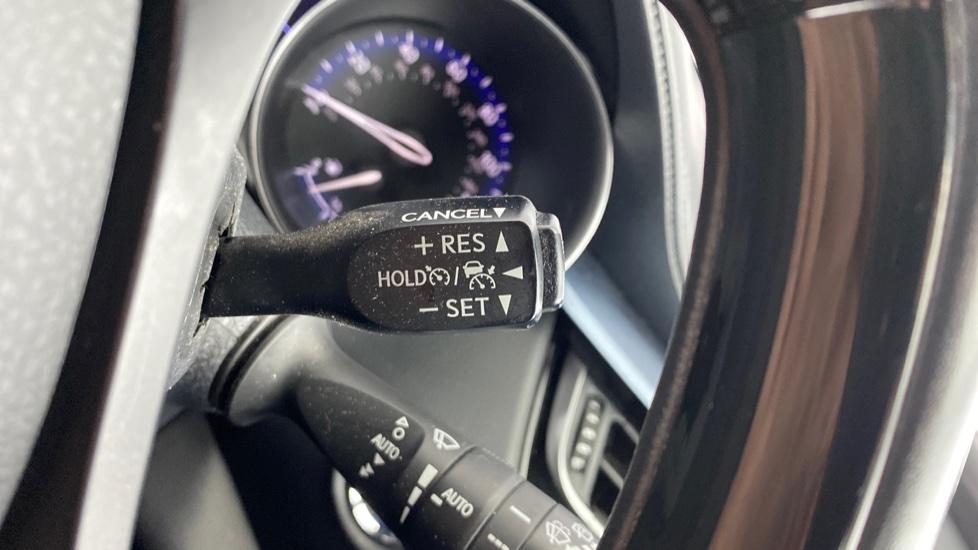 CANCEL▼
+ RES ▲
HOLD / ◀
– SET ▼
AUTO
AUTO